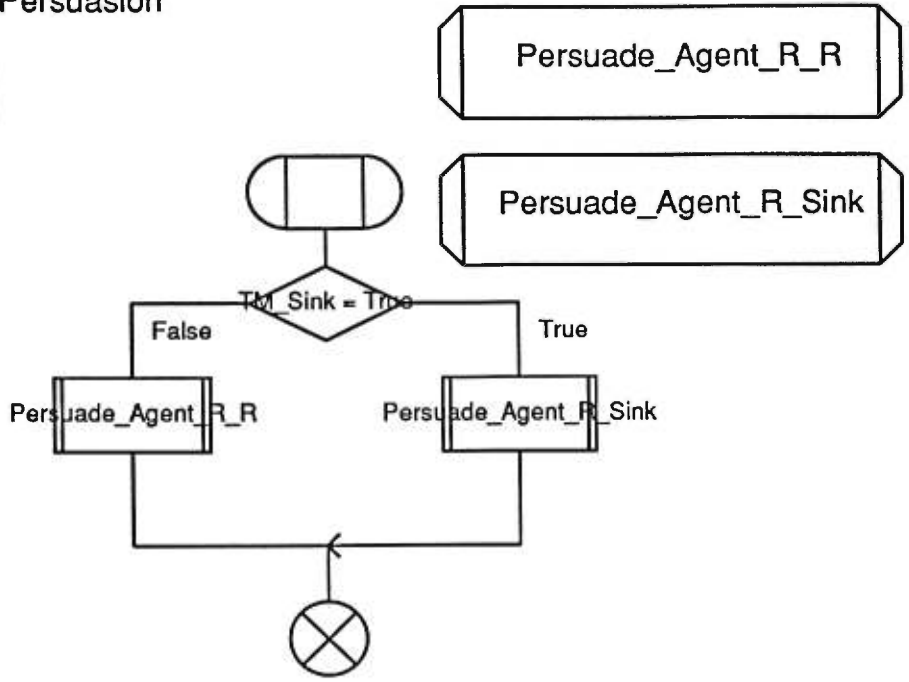 Persuasion
Persuade_Agent_R_R
Persuade_Agent_R_Sink
TM_Sink = True
False
True
Persuade_Agent_R_R
Persuade_Agent_R_Sink